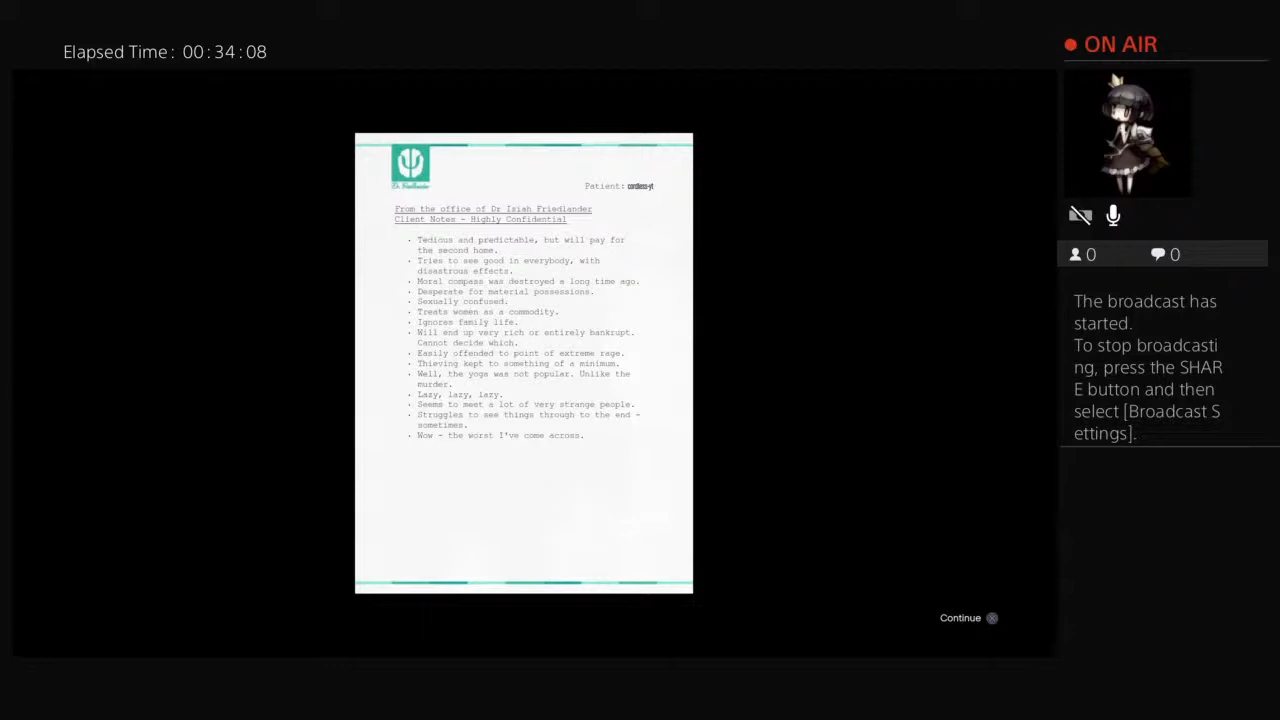 Elapsed Time: 00:34:08
ON AIR
Dr. Friedlander
Patient: cardiess-yt
From the office of Dr Isiah Friedlander
Client Notes - Highly Confidential
· Tedious and predictable, but will pay for
the second home.
· Tries to see good in everybody, with
disastrous effects.
· Moral compass was destroyed a long time ago.
· Desperate for material possessions.
· Sexually confused.
· Treats women as a commodity.
· Ignores family life.
· Will end up very rich or entirely bankrupt.
Cannot decide which.
· Easily offended to point of extreme rage.
· Thieving kept to something of a minimum.
· Well, the yoga was not popular. Unlike the
murder.
· Lazy, lazy, lazy.
· Seems to meet a lot of very strange people.
· Struggles to see things through to the end -
sometimes.
· Wow - the worst I've come across.
Continue
0
0
The broadcast has
started.
To stop broadcasti
ng, press the SHAR
E button and then
select [Broadcast S
ettings].